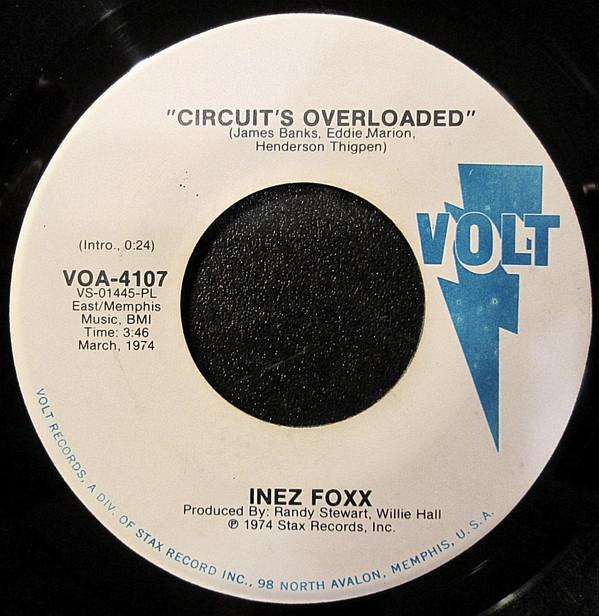 "CIRCUIT'S OVERLOADED"
(James Banks, Eddie Marion,
Henderson Thigpen)
VOLT
(Intro., 0:24)
VOA-4107
VS-01445-PL
East/Memphis
Music, BMI
Time: 3:46
March, 1974
INEZ FOXX
Produced By: Randy Stewart, Willie Hall
℗ 1974 Stax Records, Inc.
VOLT RECORDS, A DIV. OF STAX RECORD INC., 98 NORTH AVALON, MEMPHIS, U. S. A.